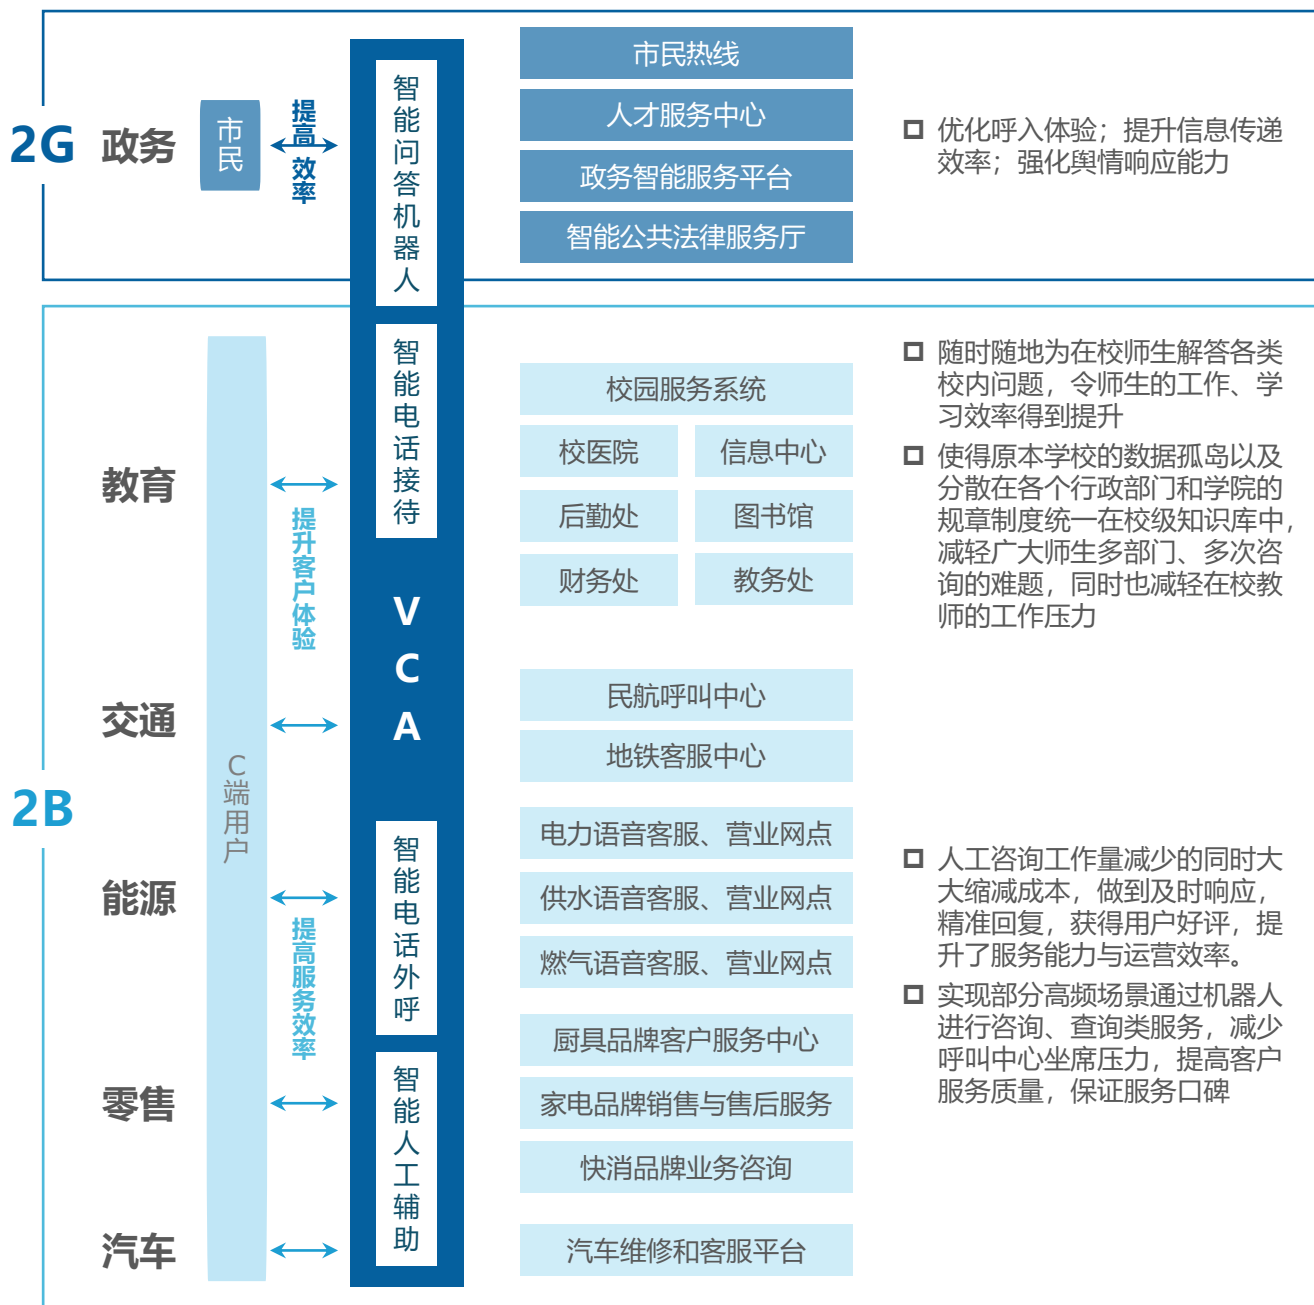 2G
政务
市民
提高效率
智能问答机器人
市民热线
人才服务中心
政务智能服务平台
智能公共法律服务厅
优化呼入体验；提升信息传递
效率；强化舆情响应能力
2B
教育
交通
能源
零售
汽车
C端用户
提升客户体验
提高服务效率
智能电话接待
VCA
智能电话外呼
智能人工辅助
校园服务系统
校医院
信息中心
后勤处
图书馆
财务处
教务处
民航呼叫中心
地铁客服中心
电力语音客服、营业网点
供水语音客服、营业网点
燃气语音客服、营业网点
厨具品牌客户服务中心
家电品牌销售与售后服务
快消品牌业务咨询
汽车维修和客服平台
随时随地为在校师生解答各类
校内问题，令师生的工作、学
习效率得到提升
使得原本学校的数据孤岛以及
分散在各个行政部门和学院的
规章制度统一在校级知识库中，
减轻广大师生多部门、多次咨
询的难题，同时也减轻在校教
师的工作压力
人工咨询工作量减少的同时大
大缩减成本，做到及时响应，
精准回复，获得用户好评，提
升了服务能力与运营效率。
实现部分高频场景通过机器人
进行咨询、查询类服务，减少
呼叫中心坐席压力，提高客户
服务质量，保证服务口碑